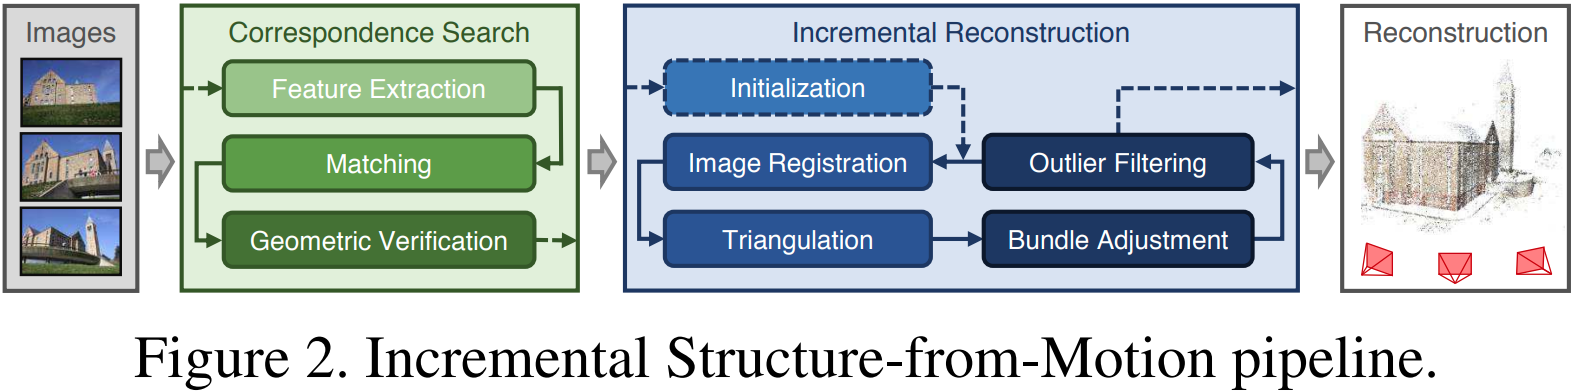 Images
Correspondence Search
Feature Extraction
Matching
Geometric Verification
Incremental Reconstruction
Initialization
Image Registration
Outlier Filtering
Triangulation
Bundle Adjustment
Reconstruction
Figure 2. Incremental Structure-from-Motion pipeline.